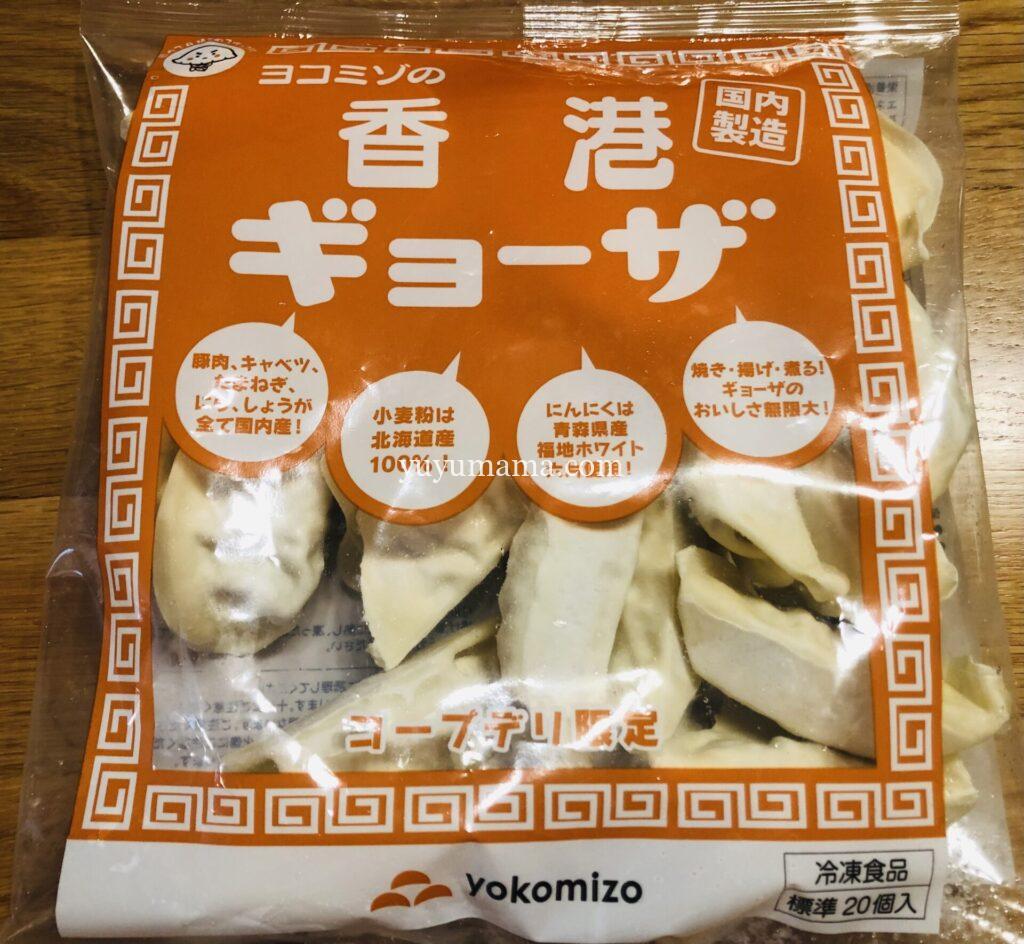 ヨコミゾの
国内
製造
香港
ギョーザ
豚肉、キャベツ、
たまねぎ、
にら、しょうが
全て国内産！
小麦粉は
北海道産
100%！
にんにくは
青森県産
福地ホワイト
焼き・揚げ・煮る!
ギョーザの
おいしさ無限大!
yuyumama.com
コープデリ限定
yokomizo
冷凍食品
標準 20個入